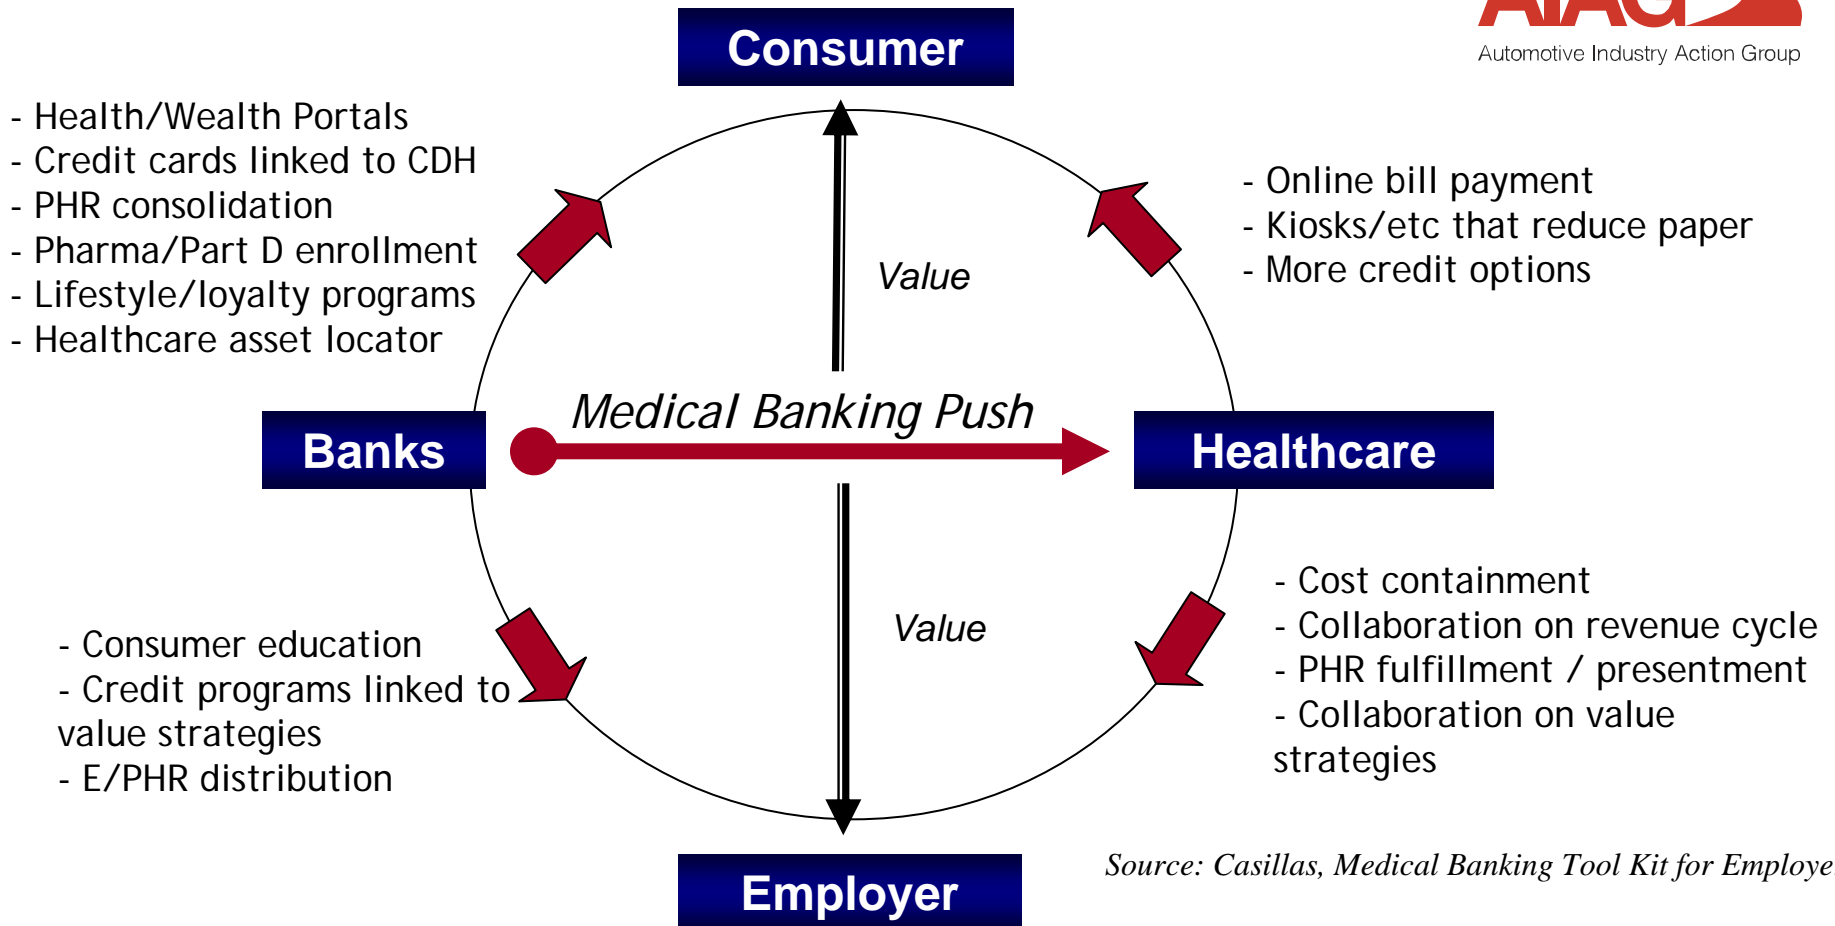 AIAG
Automotive Industry Action Group
Consumer
- Health/Wealth Portals
- Credit cards linked to CDH
- PHR consolidation
- Pharma/Part D enrollment
- Lifestyle/loyalty programs
- Healthcare asset locator
- Online bill payment
- Kiosks/etc that reduce paper
- More credit options
Value
Medical Banking Push
Banks
Healthcare
Value
- Consumer education
- Credit programs linked to
value strategies
- E/PHR distribution
- Cost containment
- Collaboration on revenue cycle
- PHR fulfillment / presentment
- Collaboration on value
strategies
Employer
Source: Casillas, Medical Banking Tool Kit for